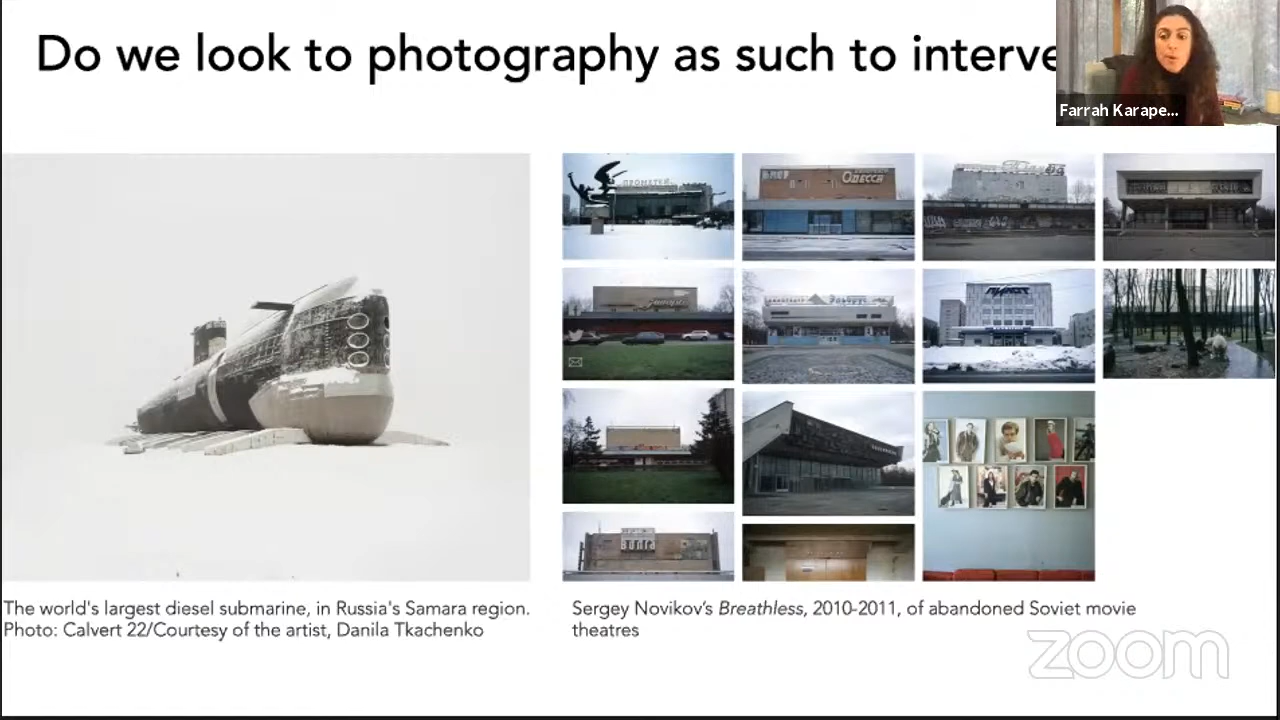 Do we look to photography as such to interve
Farrah Karape...
ПРОМЕТЕЙ
Одесса
The world's largest diesel submarine, in Russia's Samara region.
Photo: Calvert 22/Courtesy of the artist, Danila Tkachenko
Sergey Novikov's Breathless, 2010-2011, of abandoned Soviet movie
theatres
zoom